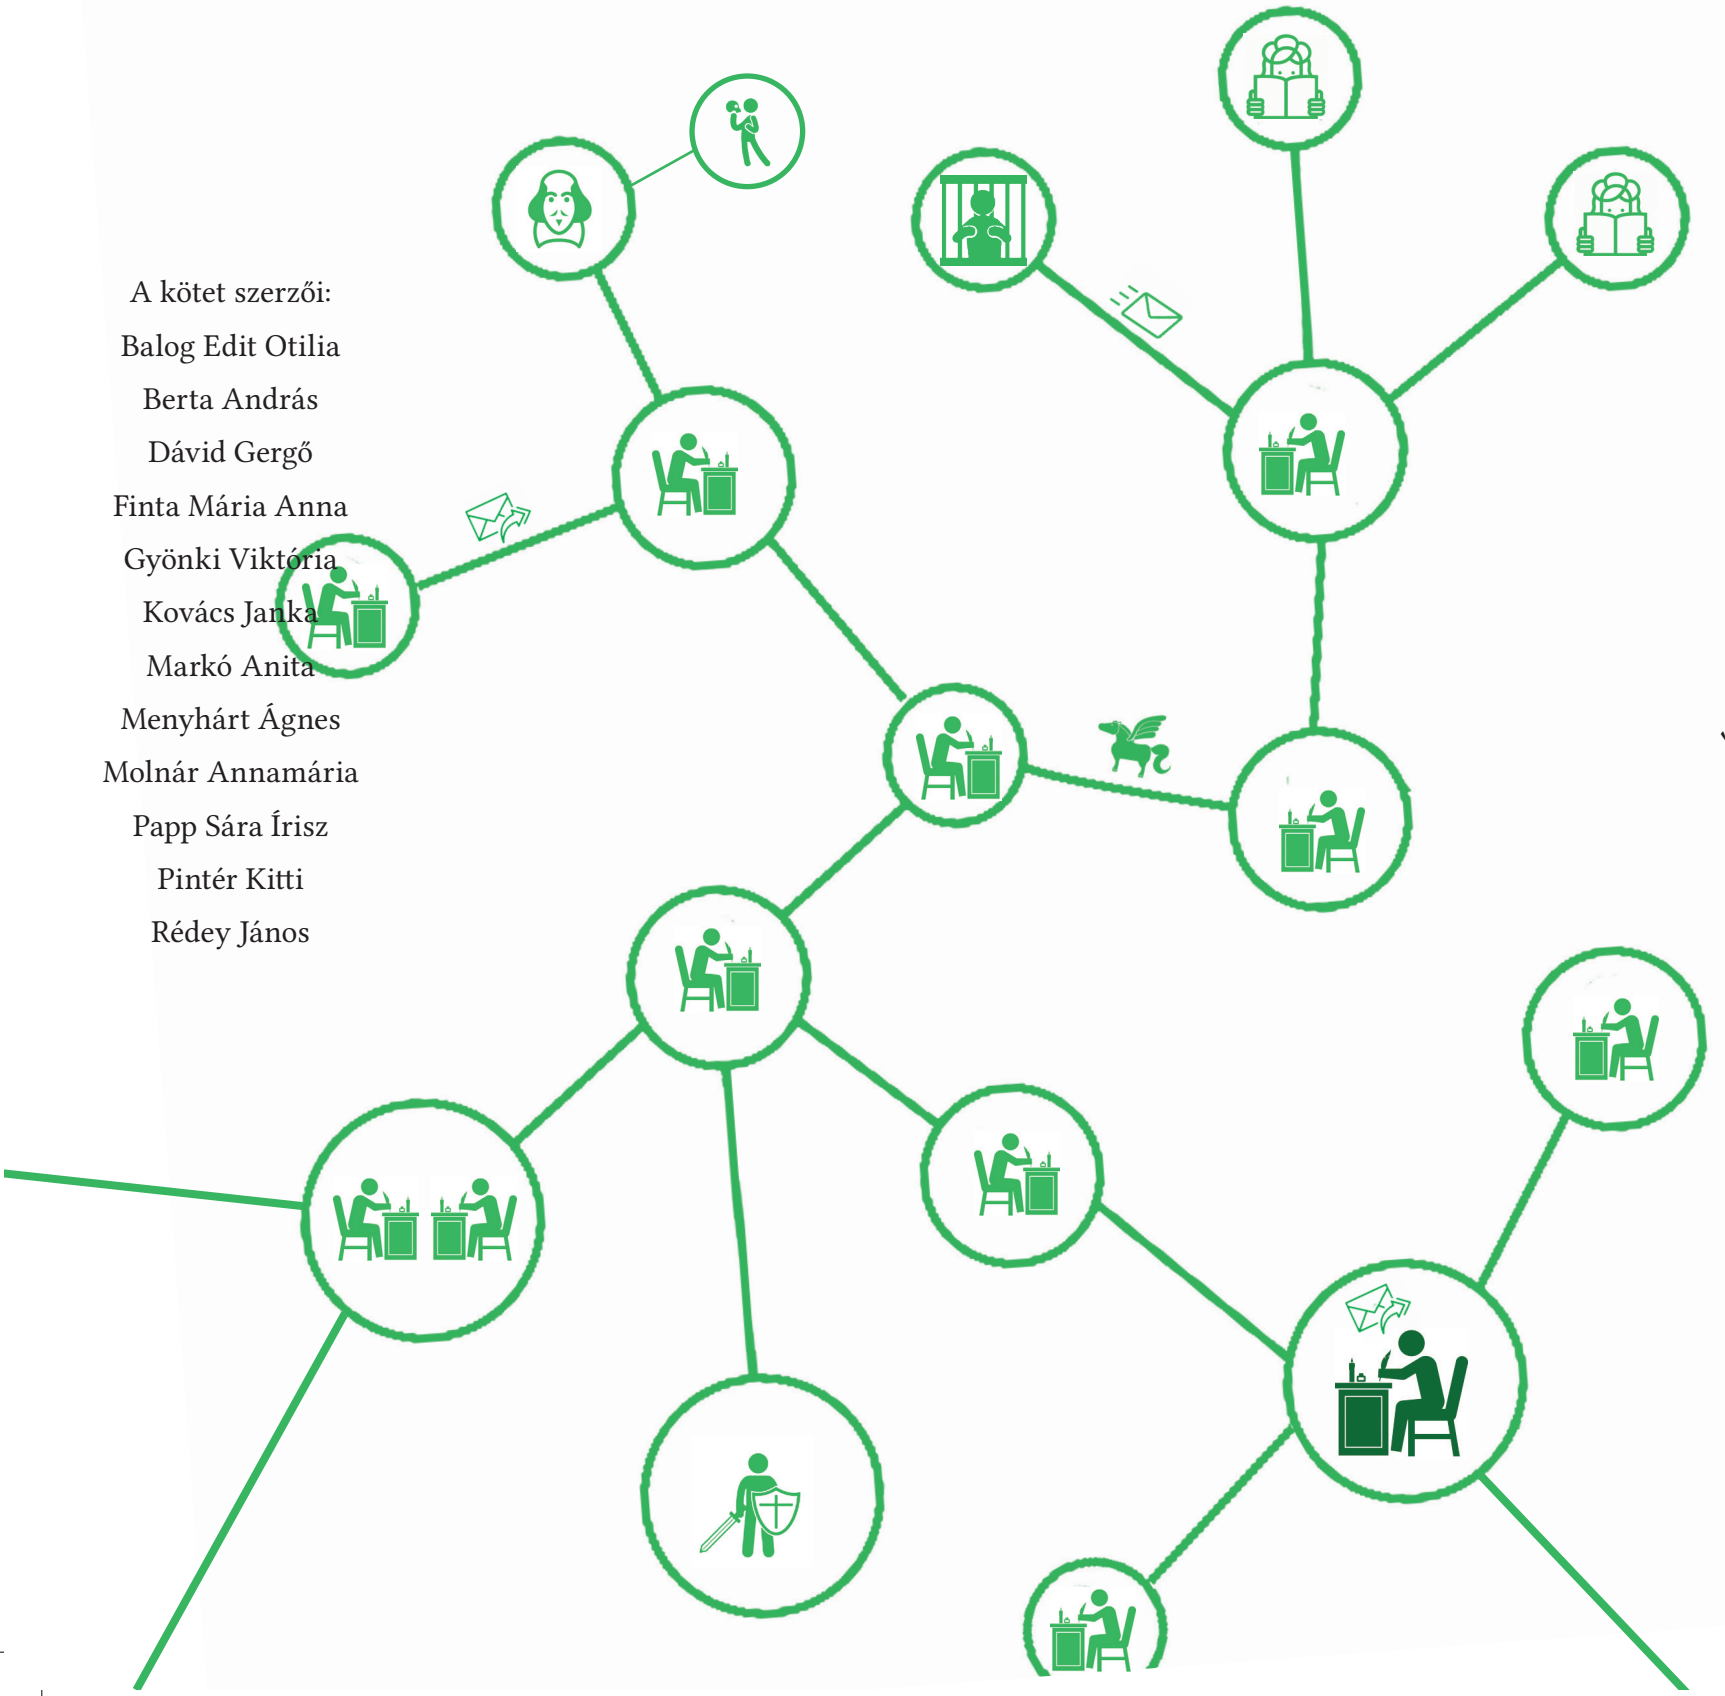 A kötet szerzői:
Balog Edit Otilia
Berta András
Dávid Gergő
Finta Mária Anna
Gyönki Viktória
Kovács Janka
Markó Anita
Menyhárt Ágnes
Molnár Annamária
Papp Sára Írisz
Pintér Kitti
Rédey János